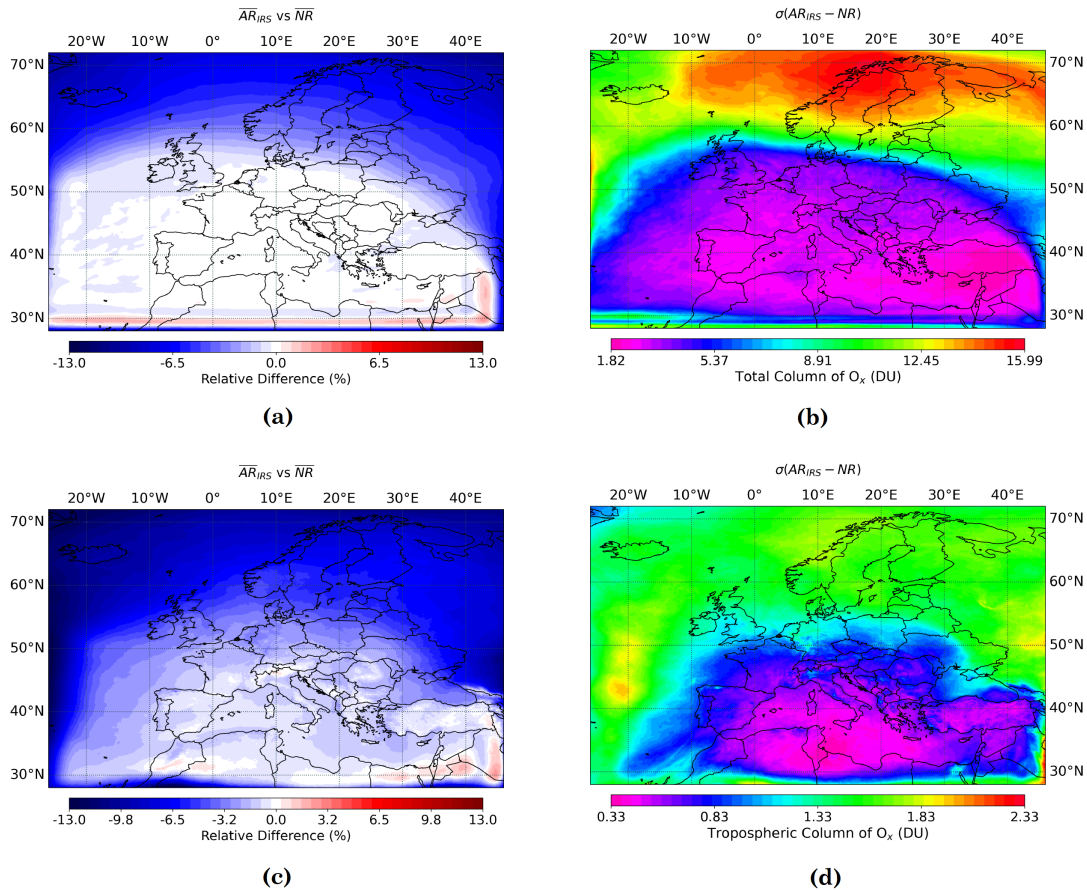 AR_IRS vs NR
20°W 10°W 0° 10°E 20°E 30°E 40°E
70°N
60°N
50°N
40°N
30°N
-13.0 -6.5 0.0 6.5 13.0
Relative Difference (%)
(a)
σ(AR_IRS − NR)
20°W 10°W 0° 10°E 20°E 30°E 40°E
70°N
60°N
50°N
40°N
30°N
1.82 5.37 8.91 12.45 15.99
Total Column of Oₓ (DU)
(b)
AR_IRS vs NR
20°W 10°W 0° 10°E 20°E 30°E 40°E
70°N
60°N
50°N
40°N
30°N
-13.0 -9.8 -6.5 -3.2 0.0 3.2 6.5 9.8 13.0
Relative Difference (%)
(c)
σ(AR_IRS − NR)
20°W 10°W 0° 10°E 20°E 30°E 40°E
70°N
60°N
50°N
40°N
30°N
0.33 0.83 1.33 1.83 2.33
Tropospheric Column of Oₓ (DU)
(d)